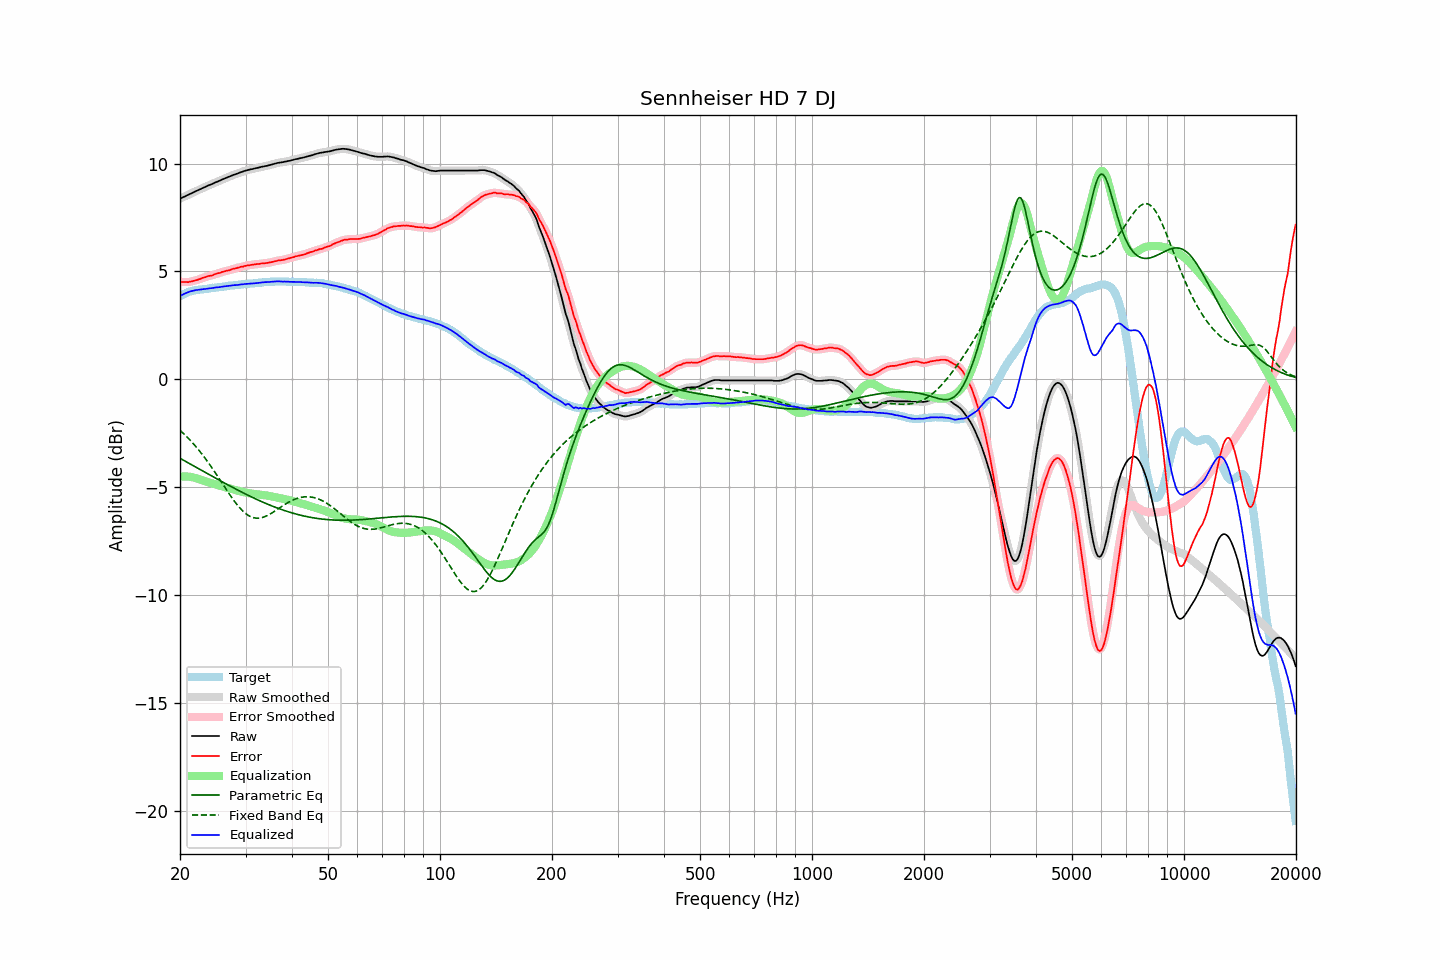 Sennheiser HD 7 DJ
Amplitude (dBr)
10
5
0
−5
−10
−15
−20
Target
Raw Smoothed
Error Smoothed
Raw
Error
Equalization
Parametric Eq
Fixed Band Eq
Equalized
20 50 100 200 500 1000 2000 5000 10000 20000
Frequency (Hz)